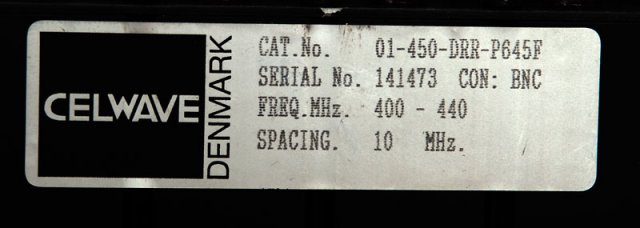 CELWAVE
DENMARK
CAT.No. 01-450-DRR-P645F
SERIAL No. 141473 CON: BNC
FREQ.MHz. 400 - 440
SPACING. 10 MHz.